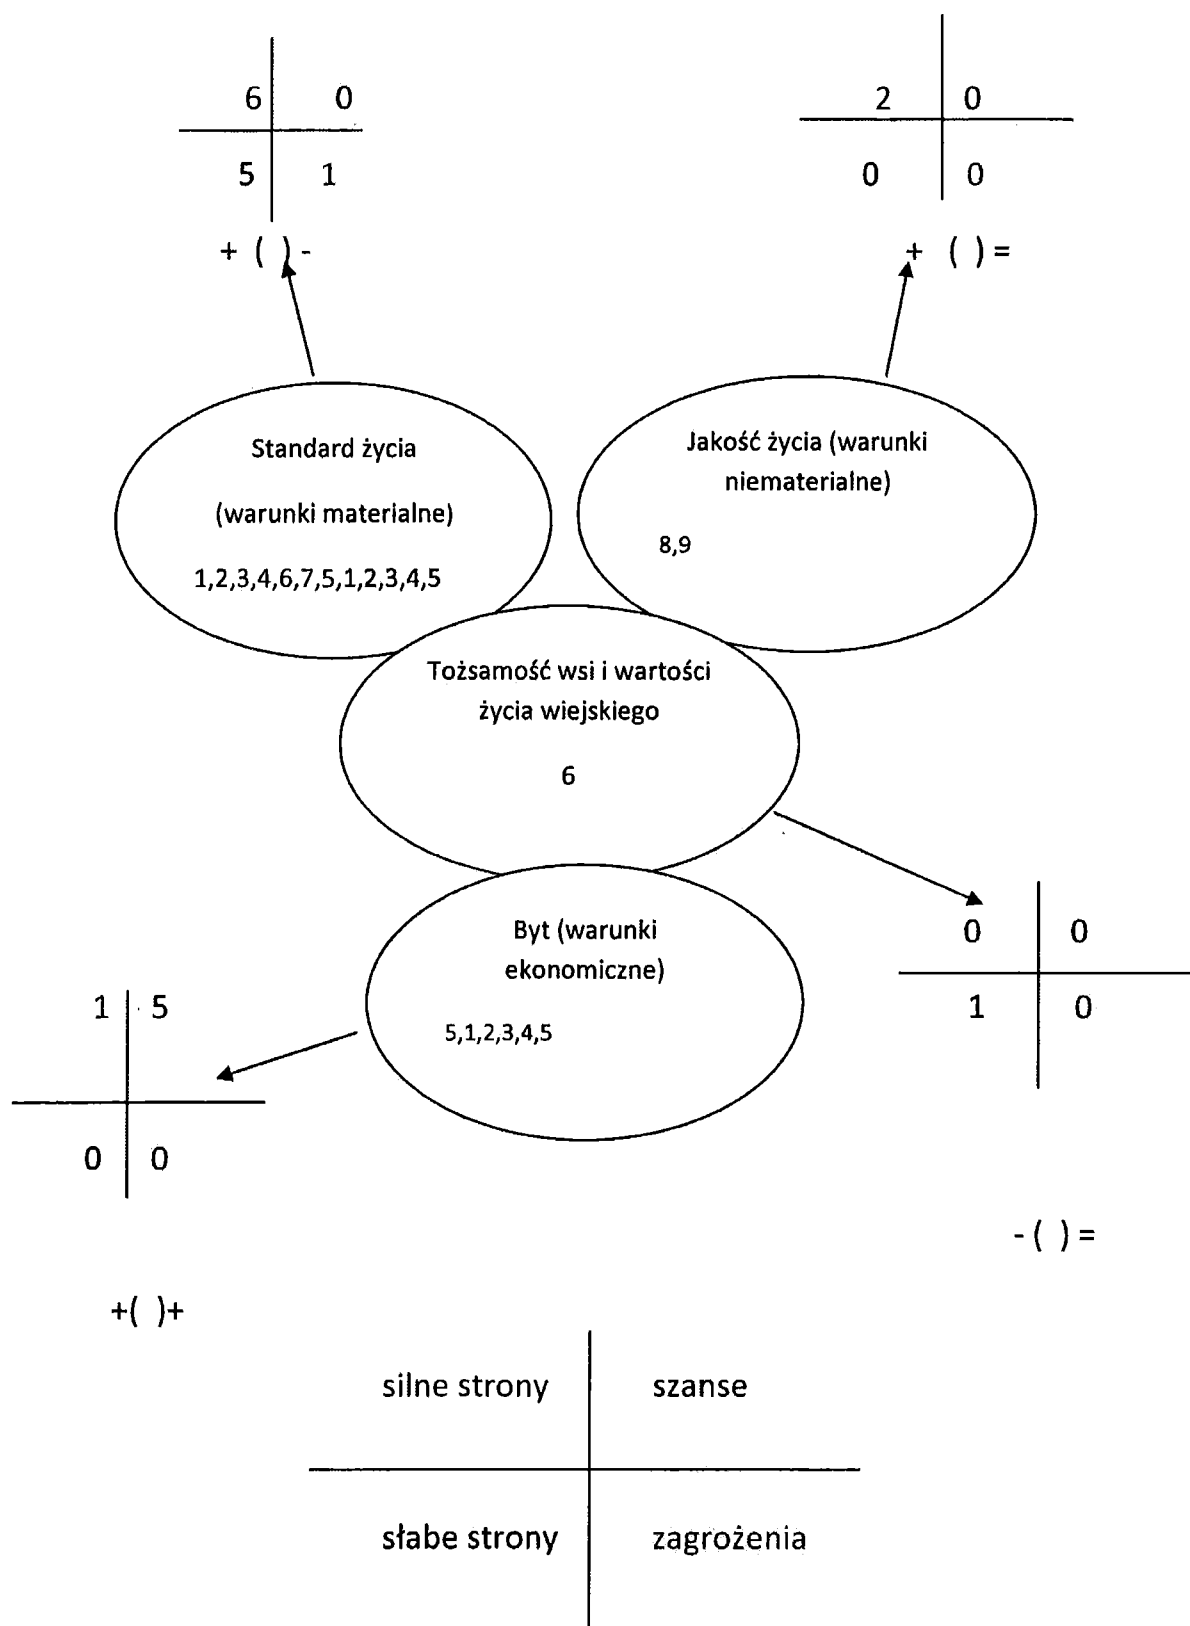 6 0
5 1
+ ( ) -
2 0
0 0
+ ( ) =
Standard życia
(warunki materialne)
1,2,3,4,6,7,5,1,2,3,4,5
Jakość życia (warunki
niematerialne)
8,9
Tożsamość wsi i wartości
życia wiejskiego
6
Byt (warunki
ekonomiczne)
5,1,2,3,4,5
0 0
1 0
- ( ) =
1 5
0 0
+( )+
silne strony szanse
słabe strony zagrożenia